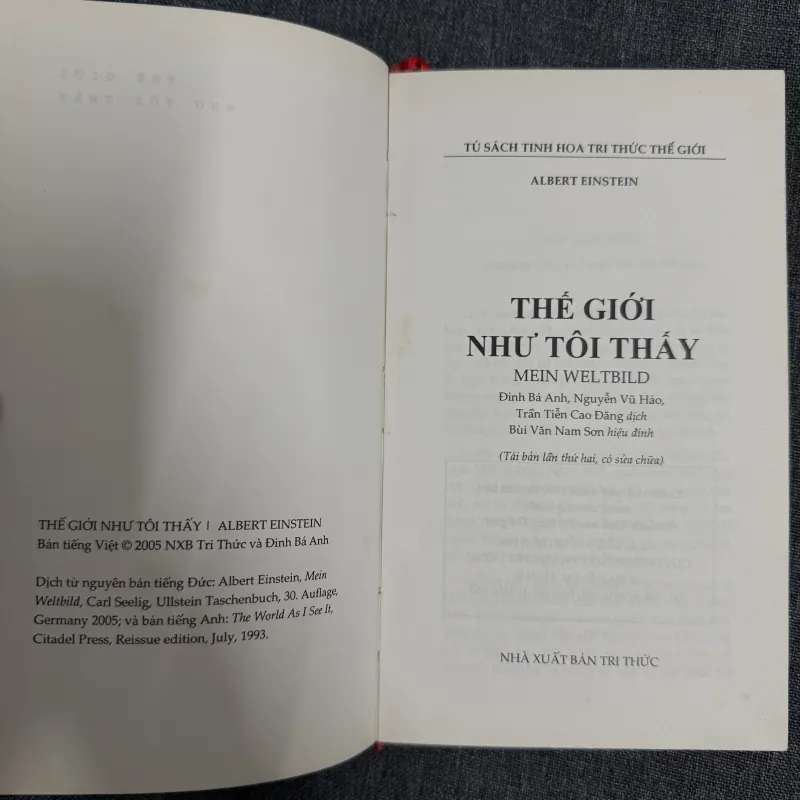 THẾ GIỚI NHƯ TÔI THẤY | ALBERT EINSTEIN
Bản tiếng Việt © 2005 NXB Tri Thức và Đinh Bá Anh
Dịch từ nguyên bản tiếng Đức: Albert Einstein, Mein
Weltbild, Carl Seelig, Ullstein Taschenbuch, 30. Auflage,
Germany 2005; và bản tiếng Anh: The World As I See It,
Citadel Press, Reissue edition, July, 1993.
TỦ SÁCH TINH HOA TRI THỨC THẾ GIỚI
ALBERT EINSTEIN
THẾ GIỚI
NHƯ TÔI THẤY
MEIN WELTBILD
Đinh Bá Anh, Nguyễn Vũ Hảo,
Trần Tiễn Cao Đăng dịch
Bùi Văn Nam Sơn hiệu đính
(Tái bản lần thứ hai, có sửa chữa)
NHÀ XUẤT BẢN TRI THỨC